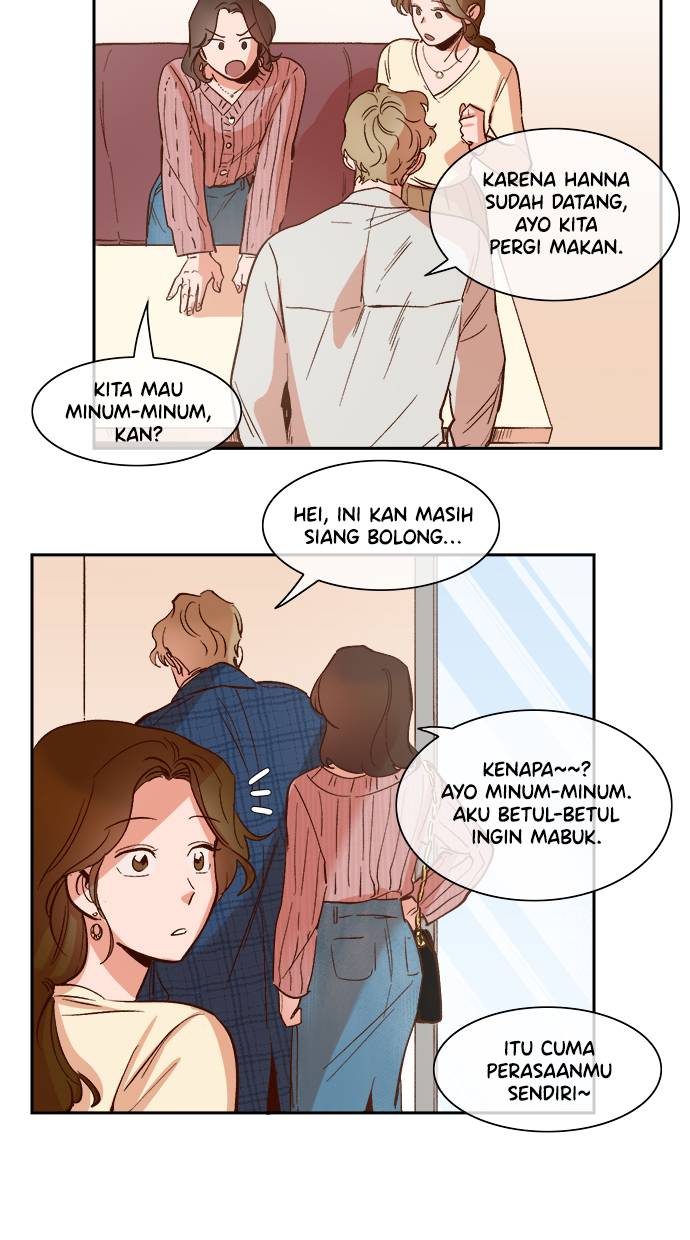 KARENA HANNA
SUDAH DATANG,
AYO KITA
PERGI MAKAN.
KITA MAU
MINUM-MINUM,
KAN?
HEI, INI KAN MASIH
SIANG BOLONG...
KENAPA~~?
AYO MINUM-MINUM.
AKU BETUL-BETUL
INGIN MABUK.
ITU CUMA
PERASAANMU
SENDIRI~